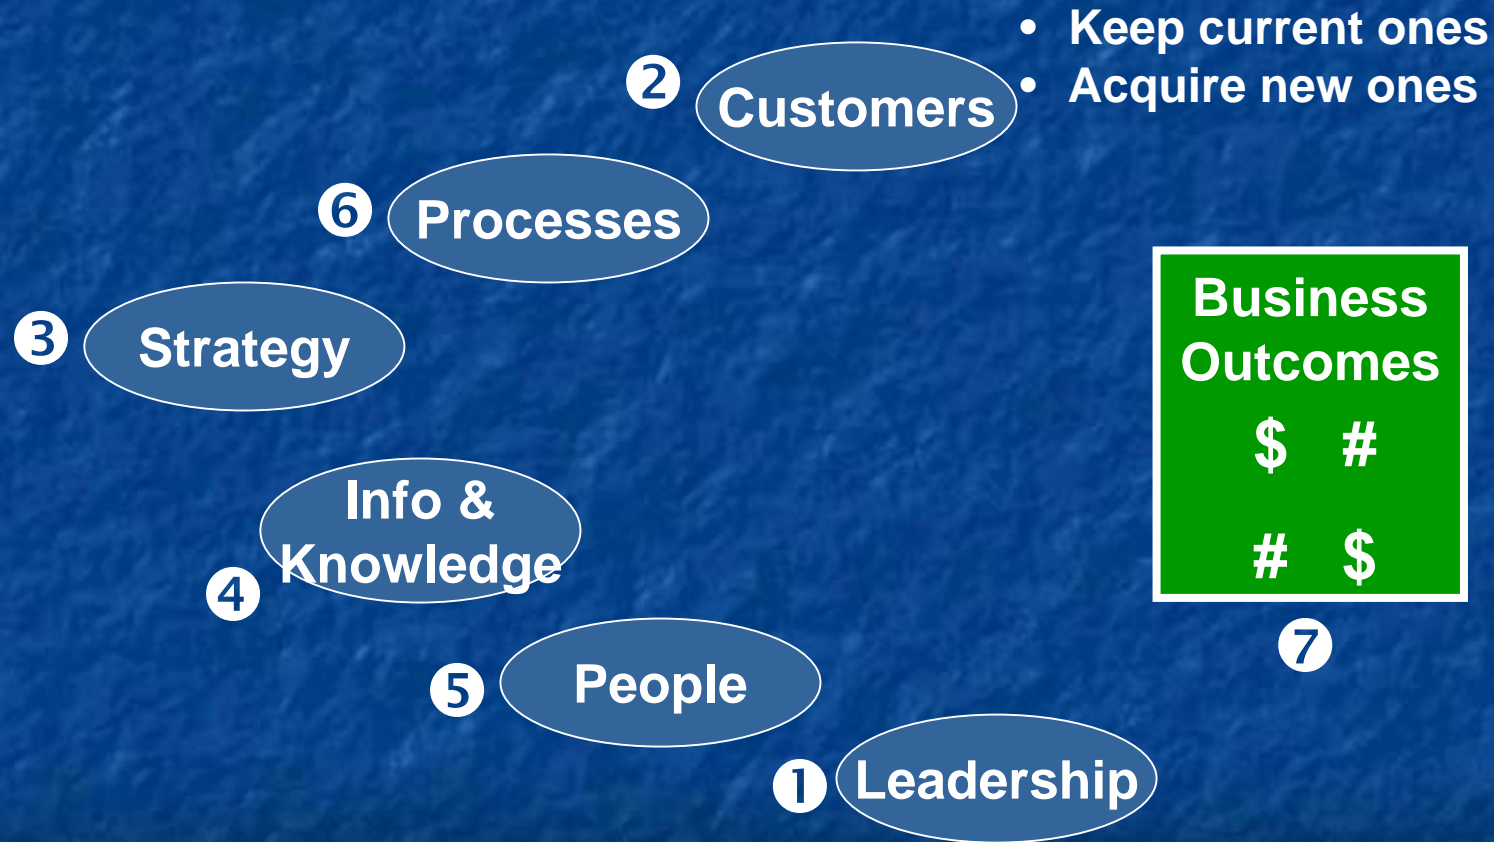 • Keep current ones
• Acquire new ones
❷ Customers
❻ Processes
Business
Outcomes
$ #
# $
❼
❸ Strategy
Info &
Knowledge
❹
❺ People
❶ Leadership